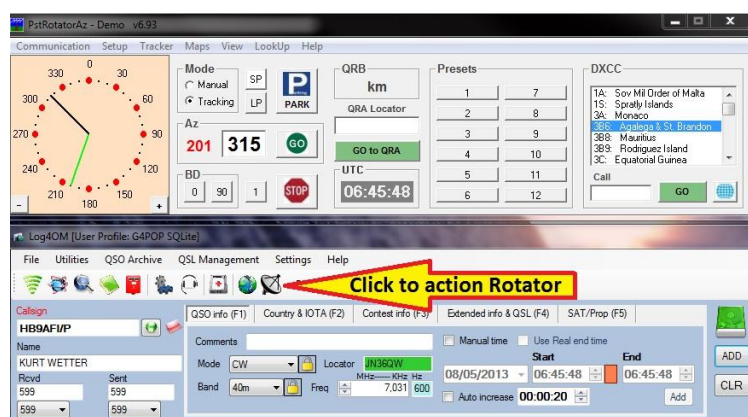 PstRotatorAz - Demo v6.93
Communication Setup Tracker Maps View LookUp Help
0
330 30
300 60
270 90
240 120
210 150
180
- +
Mode
Manual SP
Tracking LP
P
PARK
Az
201 315 GO
BD
0 90 1 STOP
QRB
km
QRA Locator
GO to QRA
UTC
06:45:48
Presets
1 7
2 8
3 9
4 10
5 11
6 12
DXCC
1A: Sov Mil Order of Malta
1S: Spratly Islands
3A: Monaco
3B6: Agalega & St. Brandon
3B8: Mauritius
3B9: Rodriguez Island
3C: Equatorial Guinea
Call
GO
Log4OM [User Profile: G4POP SQLite]
File Utilities QSO Archive QSL Management Settings Help
Click to action Rotator
Callsign
HB9AFI/P
Name
KURT WETTER
Rcvd Sent
599 599
599 599
QSO info (F1) Country & IOTA (F2) Contest info (F3) Extended info & QSL (F4) SAT/Prop (F5)
Comments
Mode CW Locator JN36QW
MHz------ KHz Hz
Band 40m Freq 7,031 600
Manual time Use Real end time
Start End
08/05/2013 06:45:48 06:45:48
Auto increase 00:00:20 Add
ADD
CLR